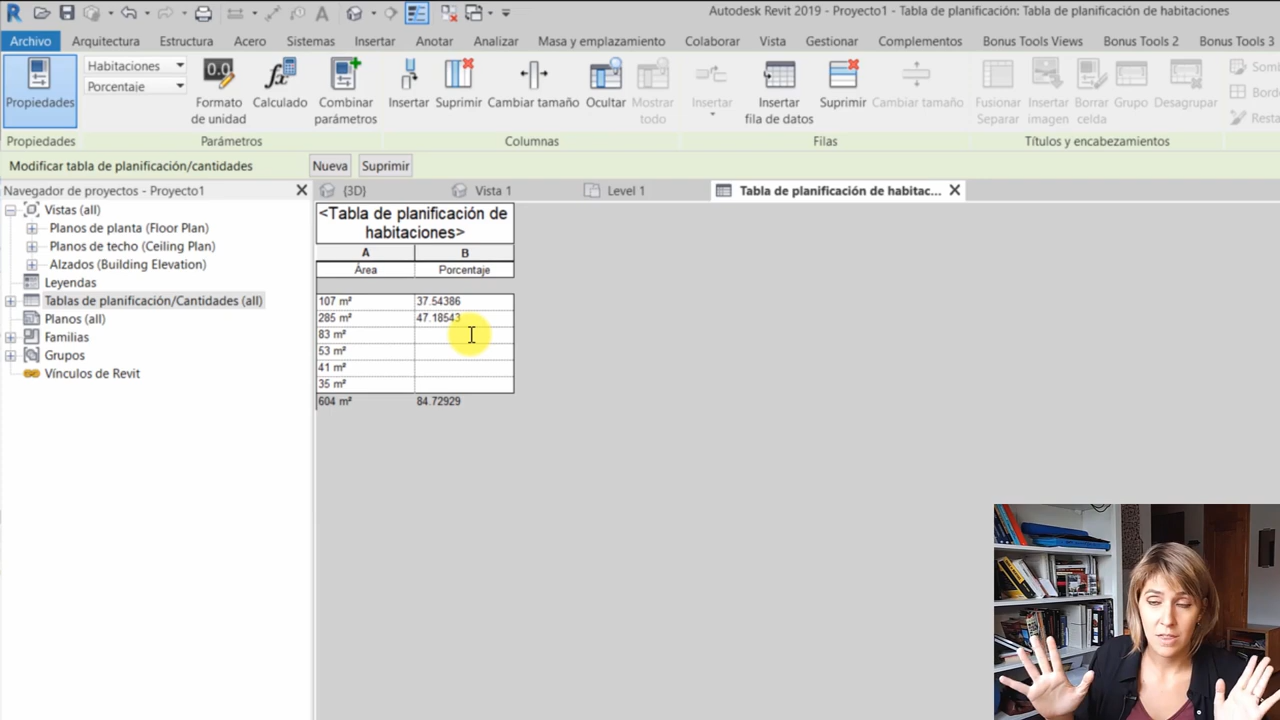 Autodesk Revit 2019 - Proyecto1 - Tabla de planificación: Tabla de planificación de habitaciones
Archivo Arquitectura Estructura Acero Sistemas Insertar Anotar Analizar Masa y emplazamiento Colaborar Vista Gestionar Complementos Bonus Tools Views Bonus Tools 2 Bonus Tools 3
Propiedades
Habitaciones
Porcentaje
0.0
Formato
de unidad
Calculado
Combinar
parámetros
Insertar
Suprimir
Cambiar tamaño
Ocultar
Mostrar
todo
Insertar
Insertar
fila de datos
Suprimir
Cambiar tamaño
Fusionar
Separar
Insertar
imagen
Borrar
celda
Grupo
Desagrupar
Propiedades Parámetros Columnas Filas Títulos y encabezamientos
Modificar tabla de planificación/cantidades Nueva Suprimir
Navegador de proyectos - Proyecto1
{3D} Vista 1 Level 1 Tabla de planificación de habitac...
Vistas (all)
Planos de planta (Floor Plan)
Planos de techo (Ceiling Plan)
Alzados (Building Elevation)
Leyendas
Tablas de planificación/Cantidades (all)
Planos (all)
Familias
Grupos
Vínculos de Revit
<Tabla de planificación de
habitaciones>
A B
Área Porcentaje
107 m² 37.54386
285 m² 47.18543
83 m²
53 m²
41 m²
35 m²
604 m² 84.72929